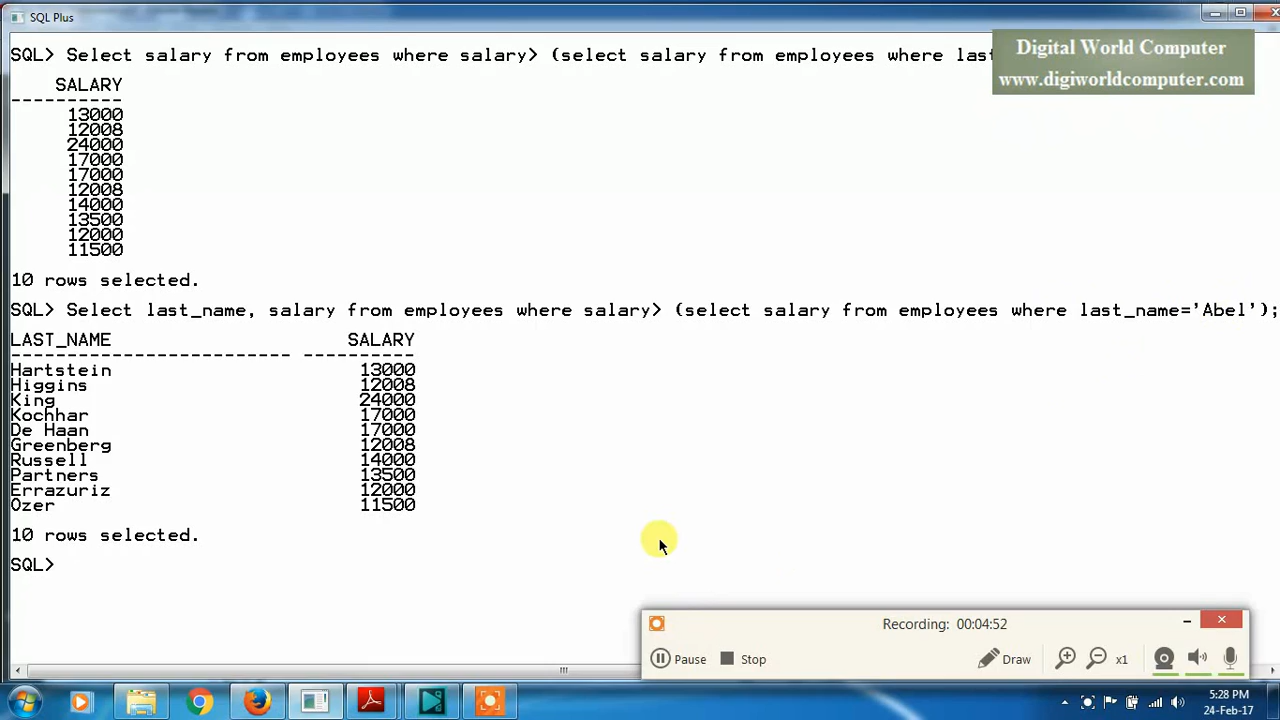 SQL Plus
SQL> Select salary from employees where salary> (select salary from employees where last
Digital World Computer
www.digiworldcomputer.com
SALARY
----------
13000
12008
24000
17000
17000
12008
14000
13500
12000
11500
10 rows selected.
SQL> Select last_name, salary from employees where salary> (select salary from employees where last_name='Abel');
LAST_NAME SALARY
------------------------- ----------
Hartstein 13000
Higgins 12008
King 24000
Kochhar 17000
De Haan 17000
Greenberg 12008
Russell 14000
Partners 13500
Errazuriz 12000
Ozer 11500
10 rows selected.
SQL>
Recording: 00:04:52
Pause Stop Draw x1
5:28 PM
24-Feb-17